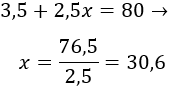 3,5 + 2,5x = 80 →
x = 76,5/2,5 = 30,6